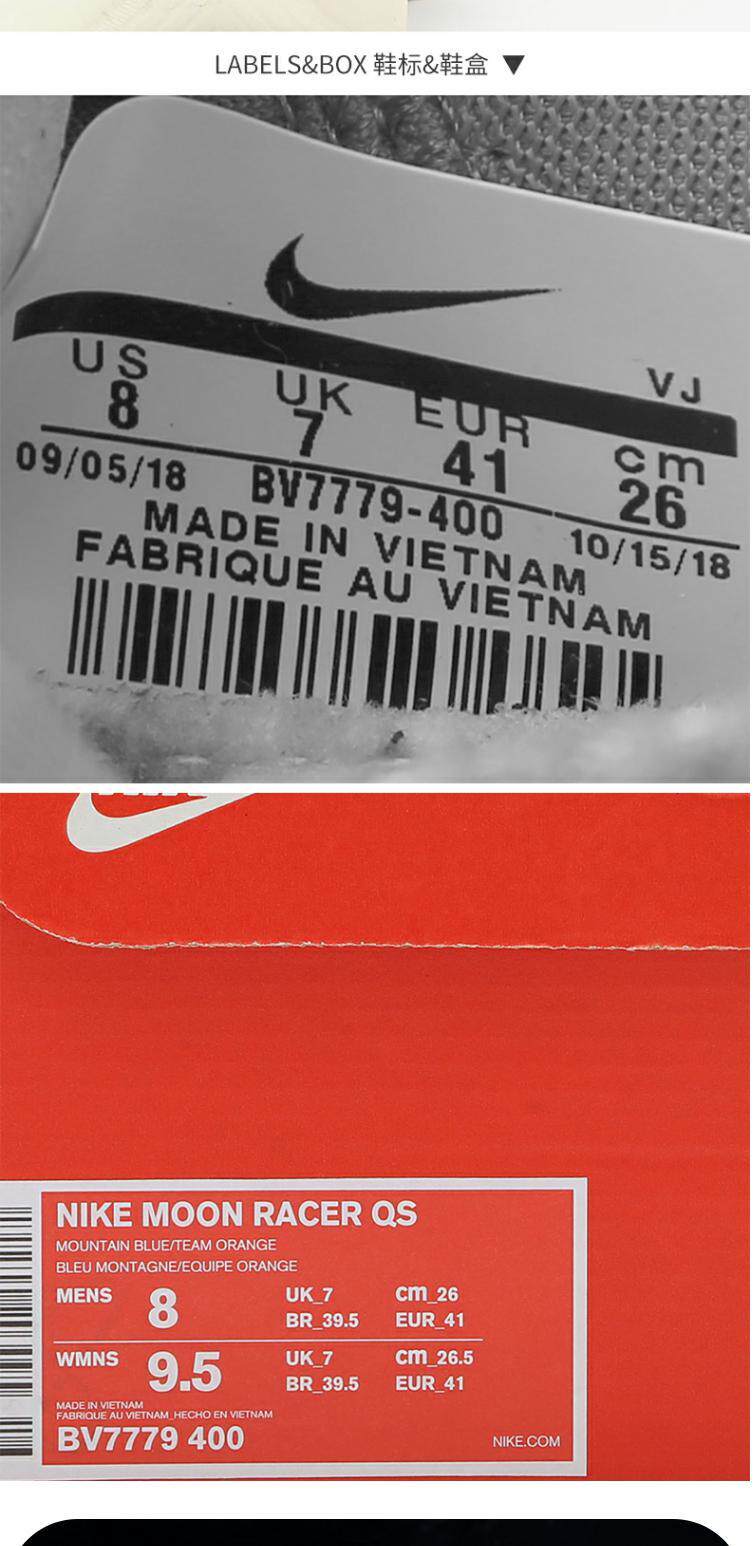 LABELS&BOX 鞋标&鞋盒 ▼
VJ
US UK EUR cm
8 7 41 26
09/05/18 BV7779-400 10/15/18
MADE IN VIETNAM
FABRIQUE AU VIETNAM
NIKE MOON RACER QS
MOUNTAIN BLUE/TEAM ORANGE
BLEU MONTAGNE/EQUIPE ORANGE
MENS 8 UK_7 cm_26
BR_39.5 EUR_41
WMNS 9.5 UK_7 cm_26.5
BR_39.5 EUR_41
MADE IN VIETNAM
FABRIQUE AU VIETNAM_HECHO EN VIETNAM
BV7779 400
NIKE.COM